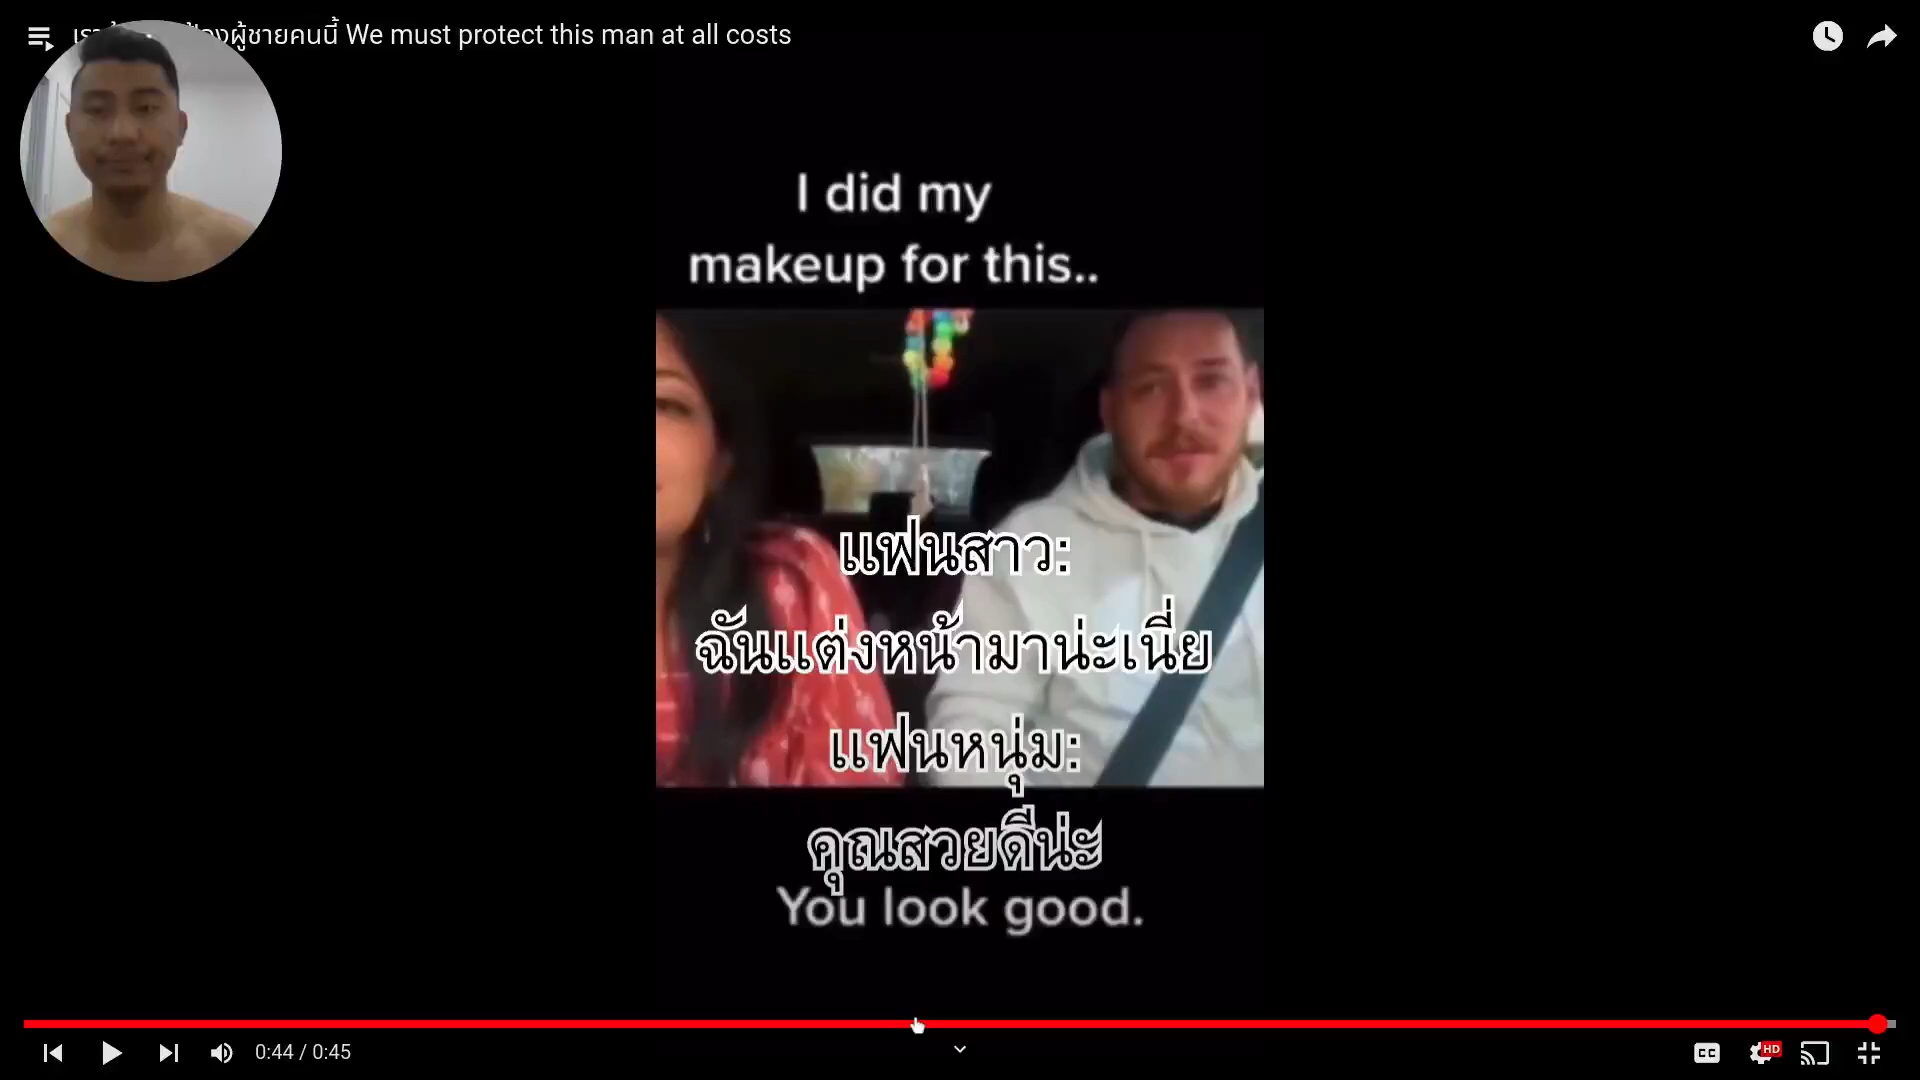 ผู้ชายคนนี้ We must protect this man at all costs
I did my
makeup for this..
แฟนสาว:
ฉันแต่งหน้ามาน่ะเนี่ย
แฟนหนุ่ม:
คุณสวยดีน่ะ
You look good.
0:44 / 0:45
CC
HD